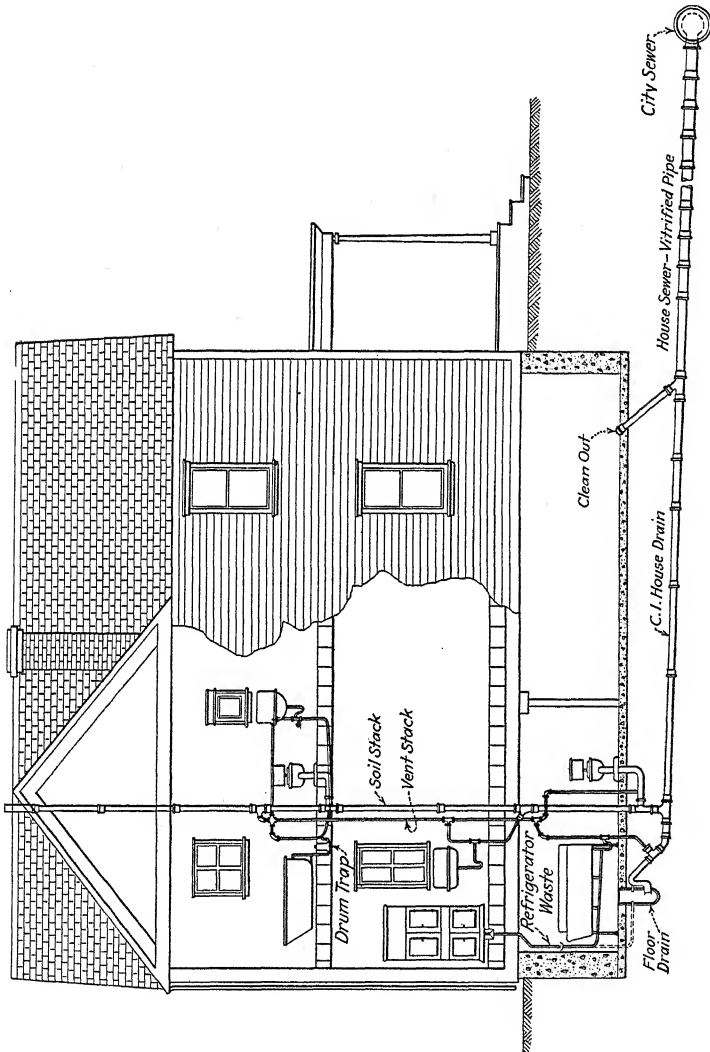 City Sewer
House Sewer-Vitrified Pipe
Clean Out
C.I. House Drain
Soil Stack
Vent Stack
Drum Trap
Refrigerator
Waste
Floor
Drain